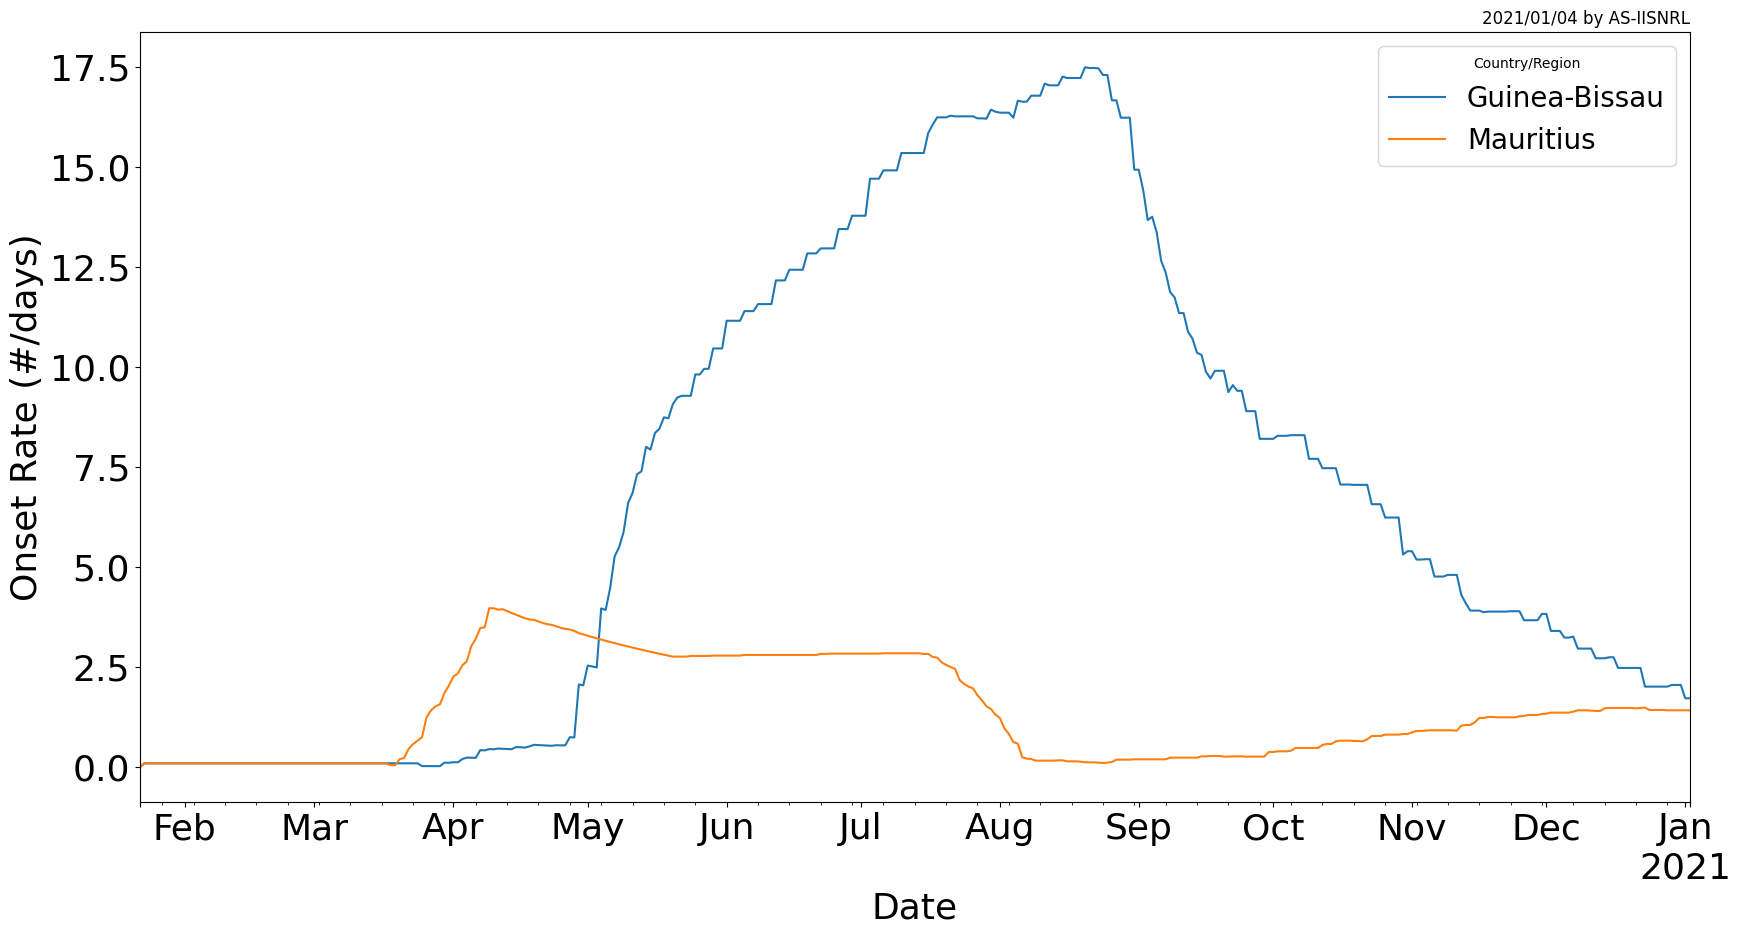 2021/01/04 by AS-IISNRL
Country/Region
Guinea-Bissau
Mauritius
Onset Rate (#/days)
17.5
15.0
12.5
10.0
7.5
5.0
2.5
0.0
Feb Mar Apr May Jun Jul Aug Sep Oct Nov Dec Jan
2021
Date